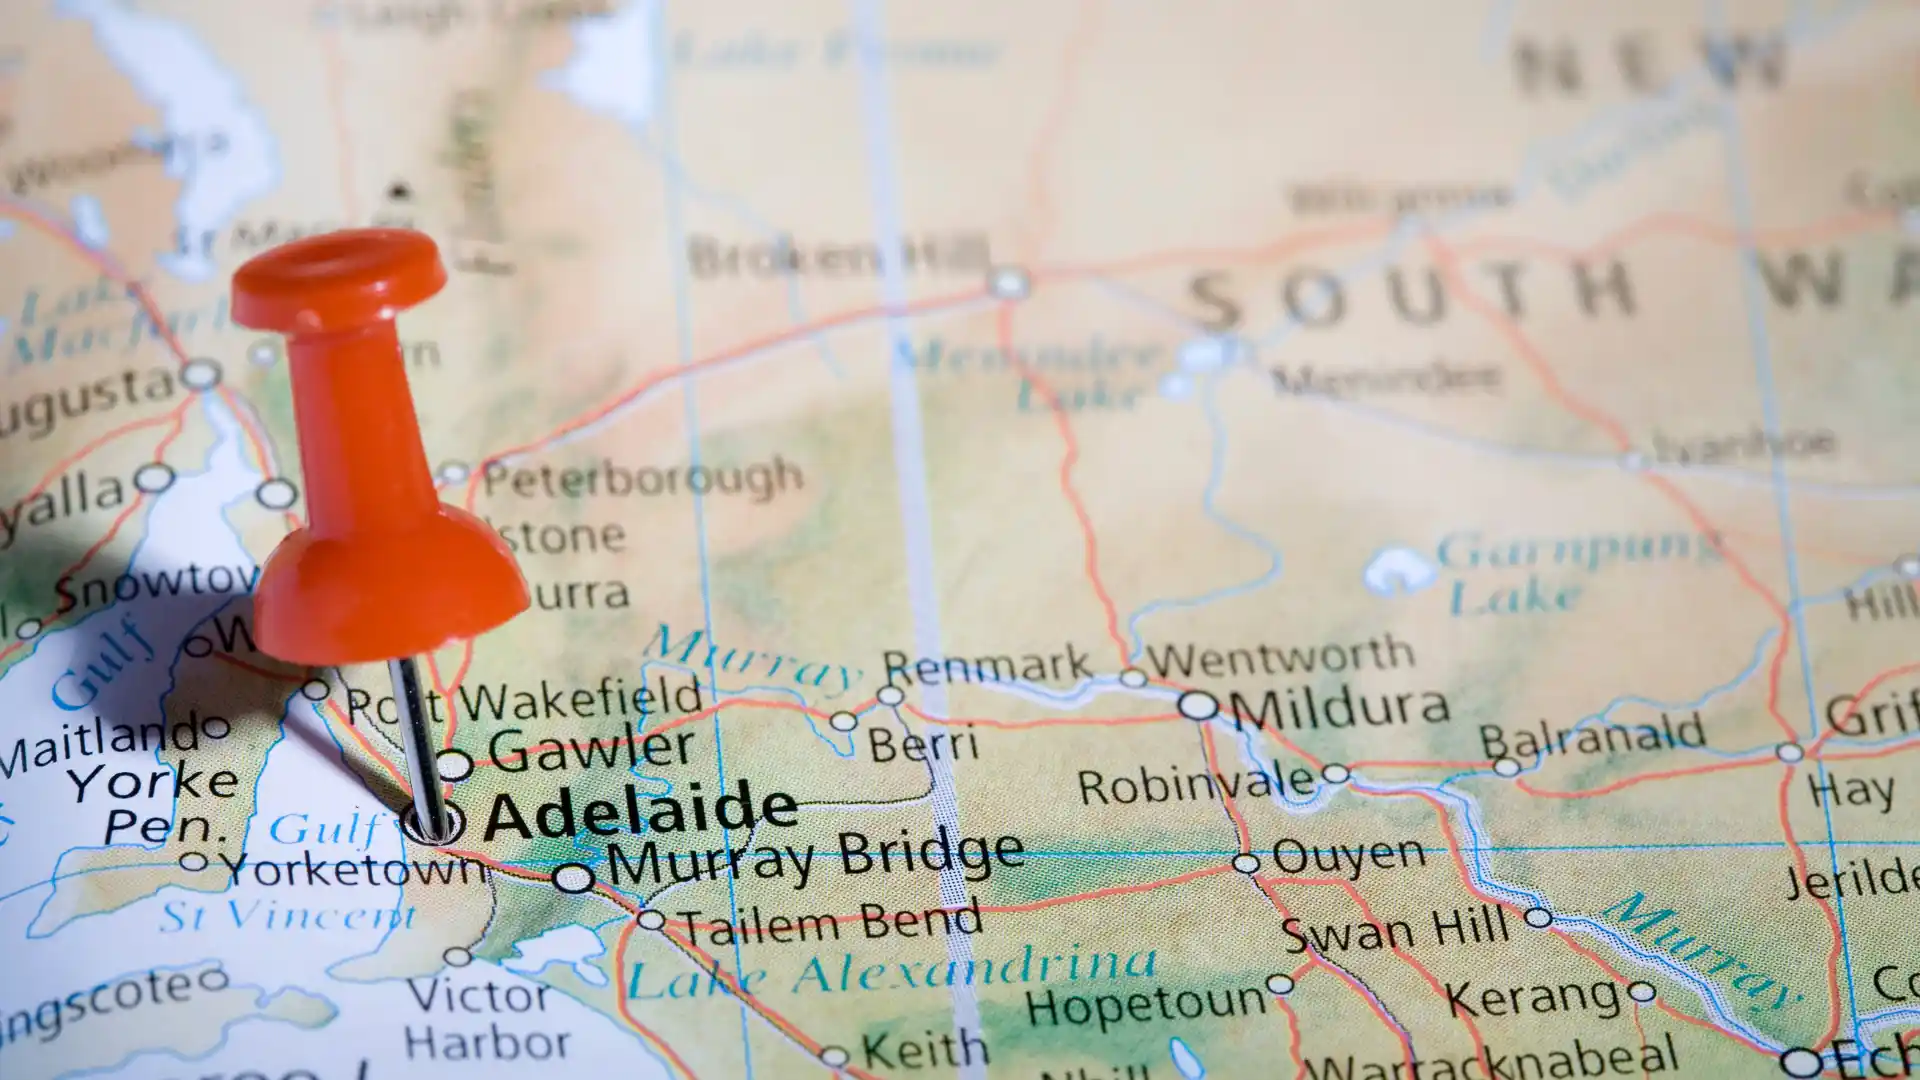 NEW
Broken Hill
SOUTH WA
Menindee
Lake
Menindee
Ivanhoe
ugusta
Peterborough
yalla
stone
Garnpung
Lake
Snowtow
urra
Hill
Gulf
W
Murray
Renmark
Wentworth
Port Wakefield
Mildura
Maitland
Gawler
Berri
Balranald
Grif
Yorke
Pen.
Robinvale
Hay
Gulf
Adelaide
Yorketown
Murray Bridge
Ouyen
Jerilde
St Vincent
Tailem Bend
Swan Hill
Murray
Lake Alexandrina
ingscote
Victor
Harbor
Hopetoun
Kerang
Co
Keith
Warracknabeal
Ech
Nhill